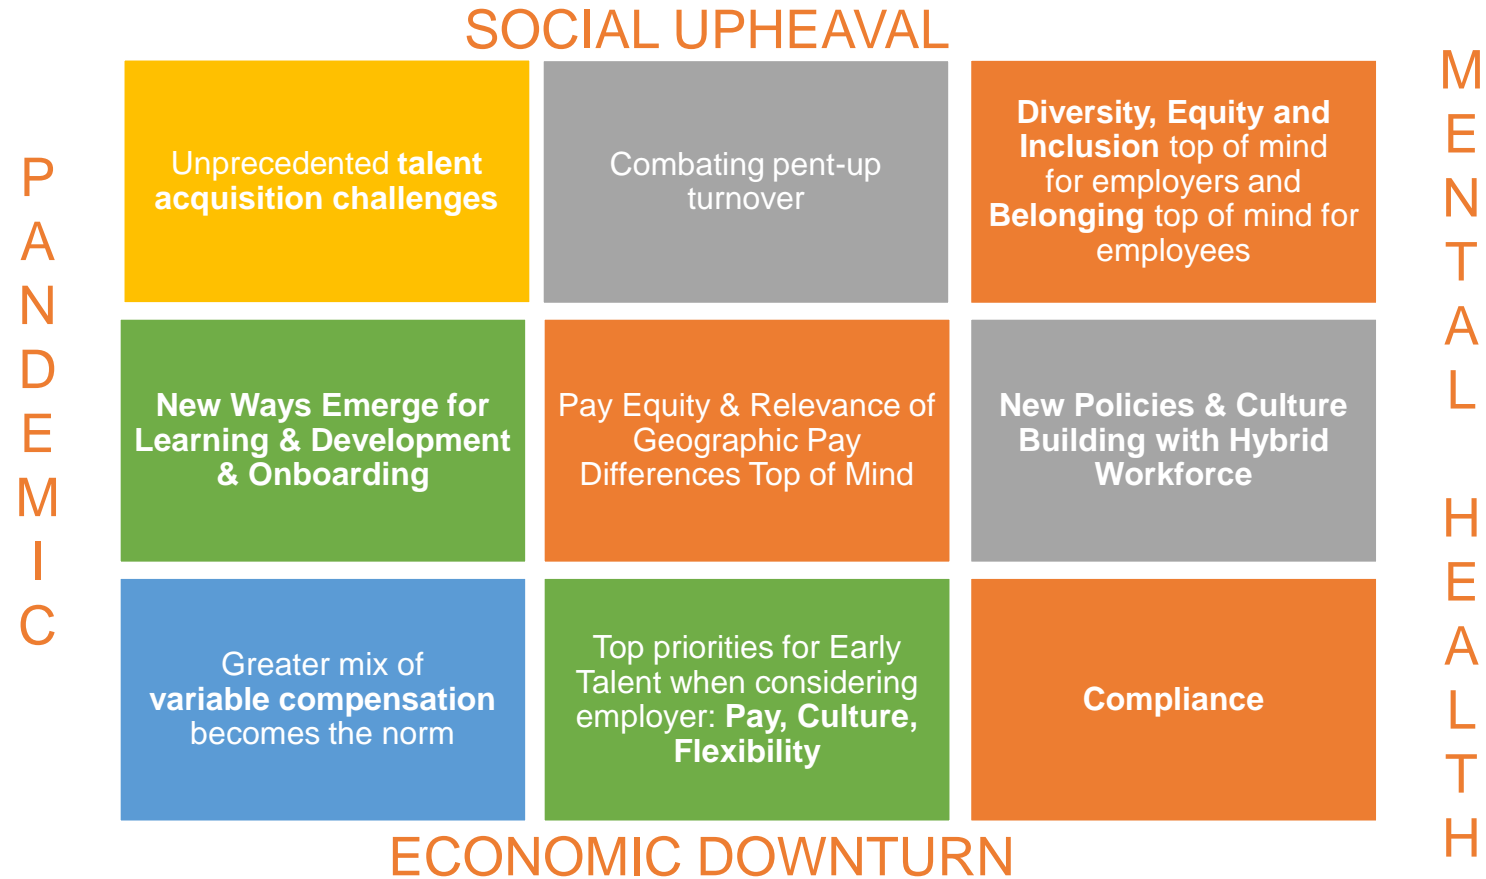 SOCIAL UPHEAVAL
PANDEMIC
Unprecedented talent
acquisition challenges
Combating pent-up
turnover
Diversity, Equity and
Inclusion top of mind
for employers and
Belonging top of mind for
employees
New Ways Emerge for
Learning & Development
& Onboarding
Pay Equity & Relevance of
Geographic Pay
Differences Top of Mind
New Policies & Culture
Building with Hybrid
Workforce
Greater mix of
variable compensation
becomes the norm
Top priorities for Early
Talent when considering
employer: Pay, Culture,
Flexibility
Compliance
MENTAL HEALTH
ECONOMIC DOWNTURN